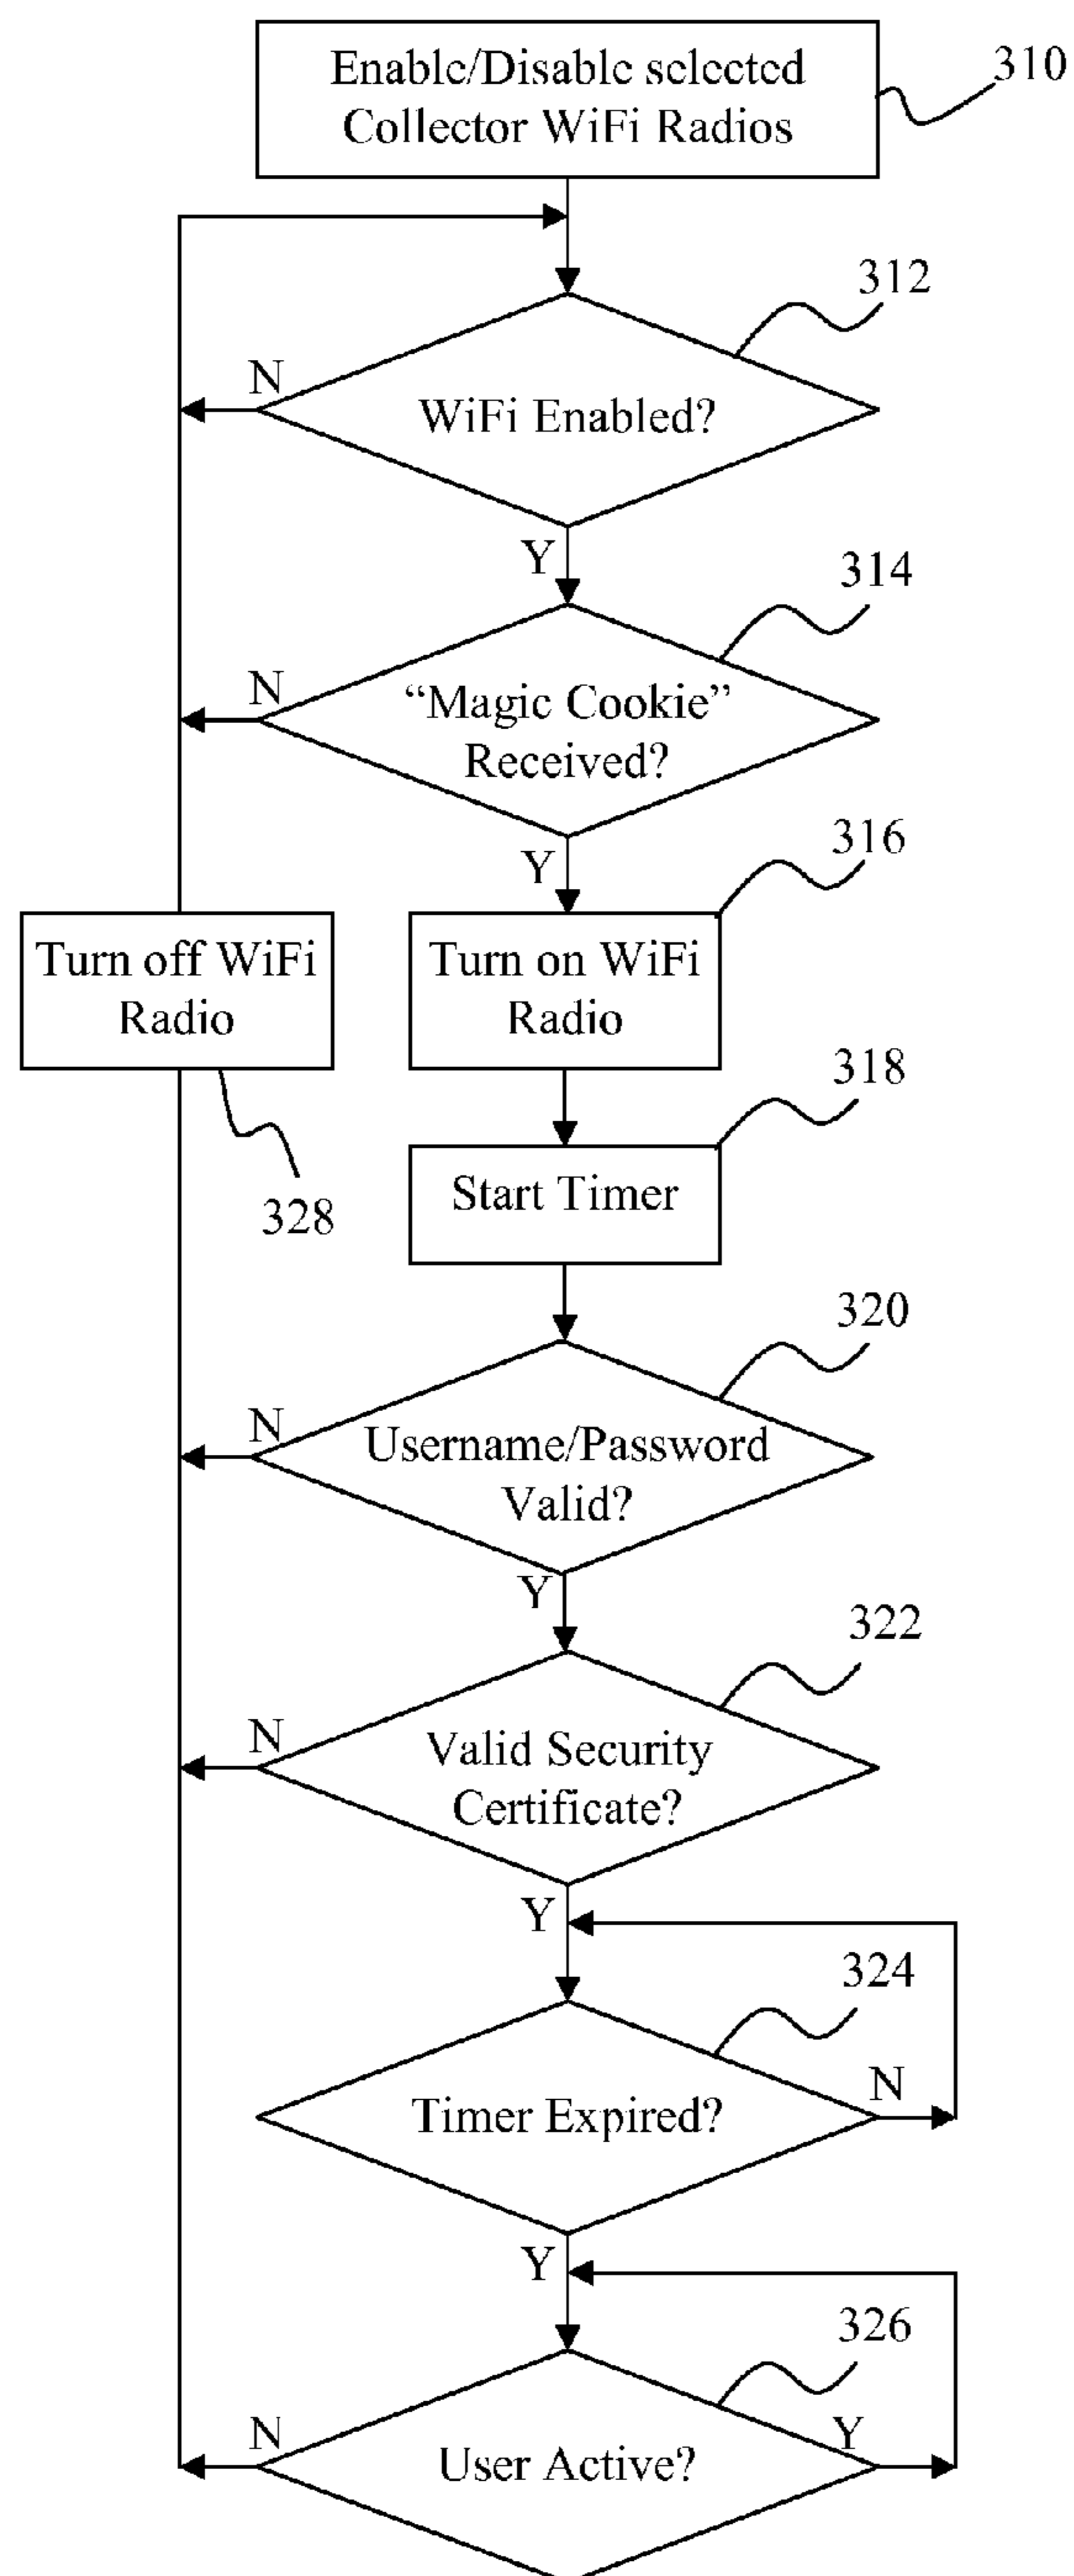 Enable/Disable selected
Collector WiFi Radios
310
312
N
WiFi Enabled?
Y
314
N
“Magic Cookie”
Received?
Y
316
Turn off WiFi
Radio
Turn on WiFi
Radio
318
328
Start Timer
320
N
Username/Password
Valid?
Y
322
N
Valid Security
Certificate?
Y
324
N
Timer Expired?
Y
326
N
Y
User Active?